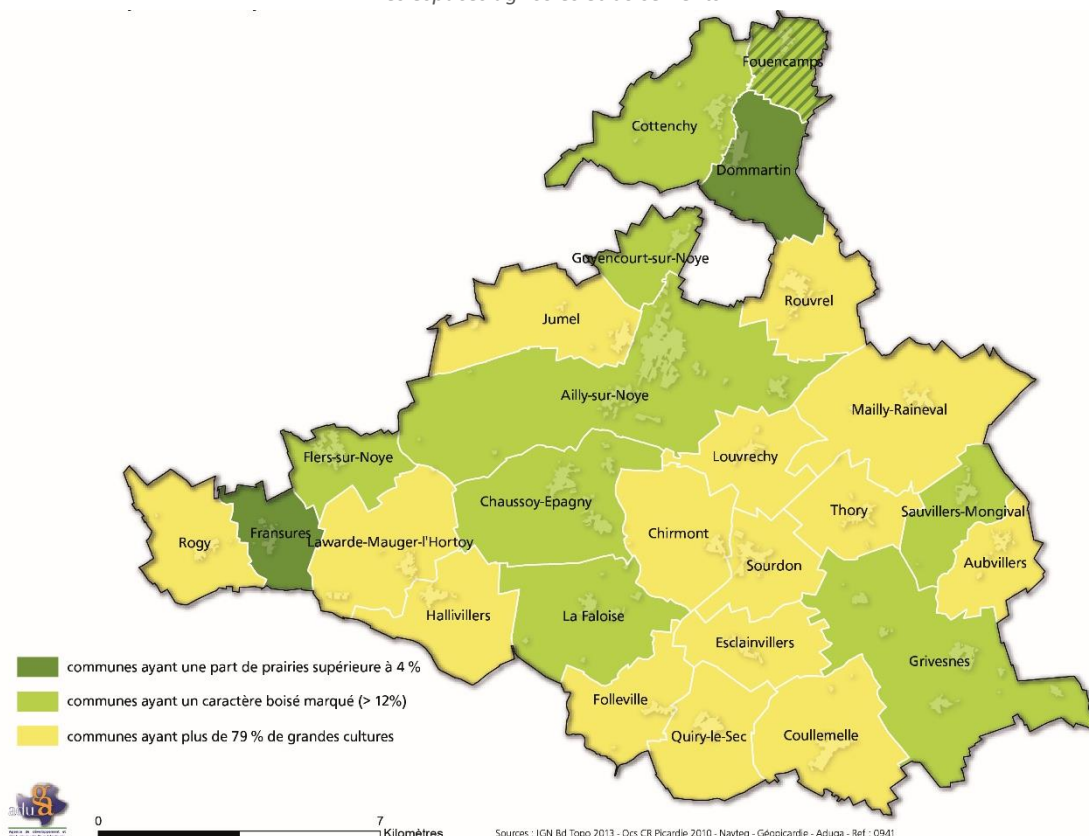 Fouencamps
Cottenchy
Dommartin
Goyencourt-sur-Noye
Rouvrel
Jumel
Ailly-sur-Noye
Mailly-Raineval
Louvrechy
Flers-sur-Noye
Chaussoy-Epagny
Thory
Sauvillers-Mongival
Chirmont
Fransures
Rogy
Lawarde-Mauger-l'Hortoy
Sourdon
Aubvillers
Hallivillers
La Faloise
Esclainvillers
Grivesnes
communes ayant une part de prairies supérieure à 4 %
communes ayant un caractère boisé marqué (> 12%)
communes ayant plus de 79 % de grandes cultures
Folleville
Quiry-le-Sec
Coullemelle
aduga
0 7
Kilomètres
Sources : IGN Bd Topo 2013 - Ocs CR Picardie 2010 - Navteq - Géopicardie - Aduga - Ref : 0941